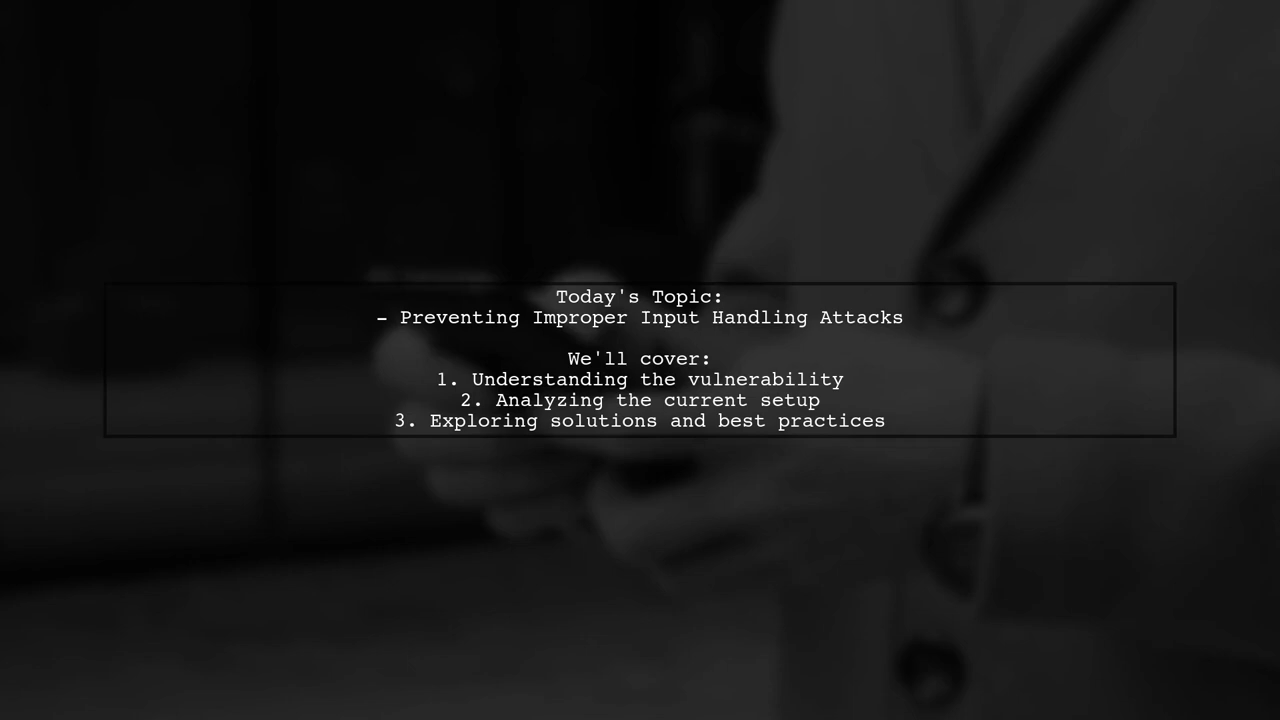 Today's Topic:
– Preventing Improper Input Handling Attacks
We'll cover:
1. Understanding the vulnerability
2. Analyzing the current setup
3. Exploring solutions and best practices